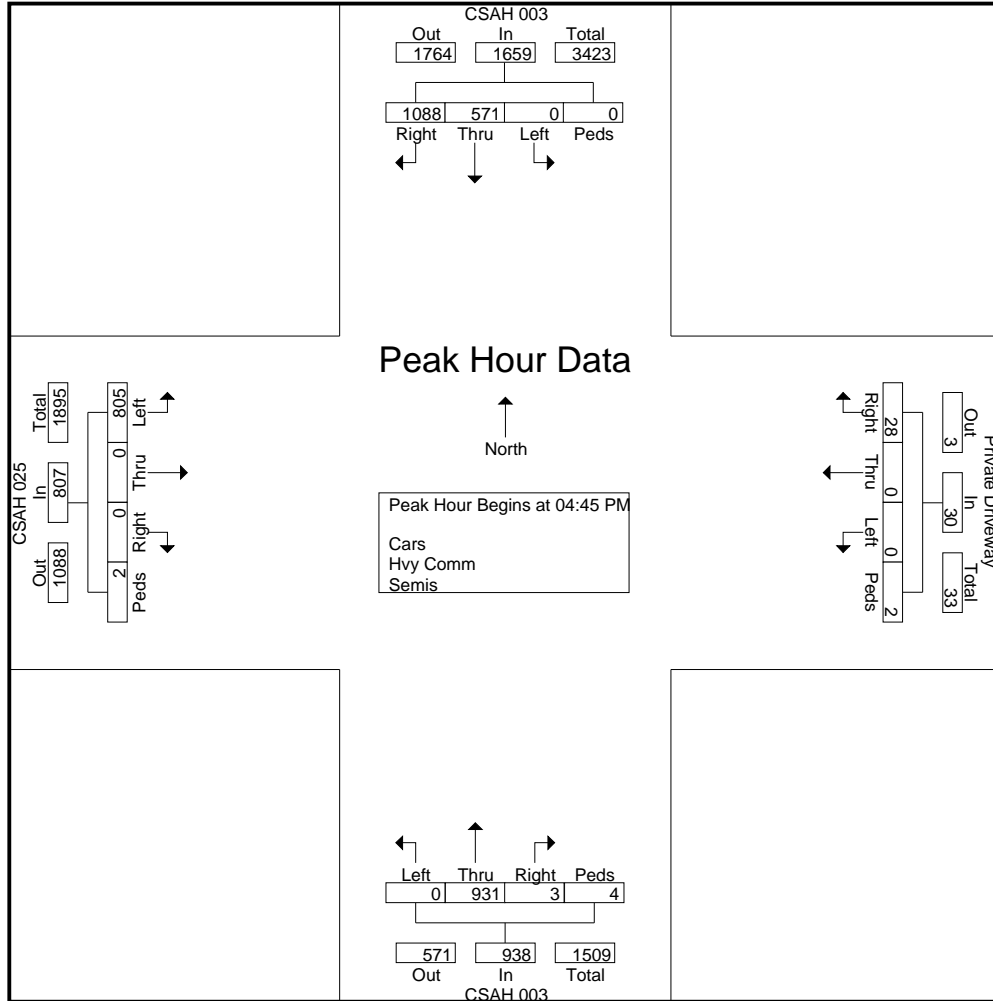 CSAH 003
Out In Total
1764 1659 3423
1088 571 0 0
Right Thru Left Peds
Peak Hour Data
North
Peak Hour Begins at 04:45 PM
Cars
Hvy Comm
Semis
CSAH 025
Total In Out
1895 807 1088
805 0 0 2
Left Thru Right Peds
Private Driveway
Out In Total
3 30 33
28 0 0 2
Right Thru Left Peds
Left Thru Right Peds
0 931 3 4
571 938 1509
Out In Total
CSAH 003